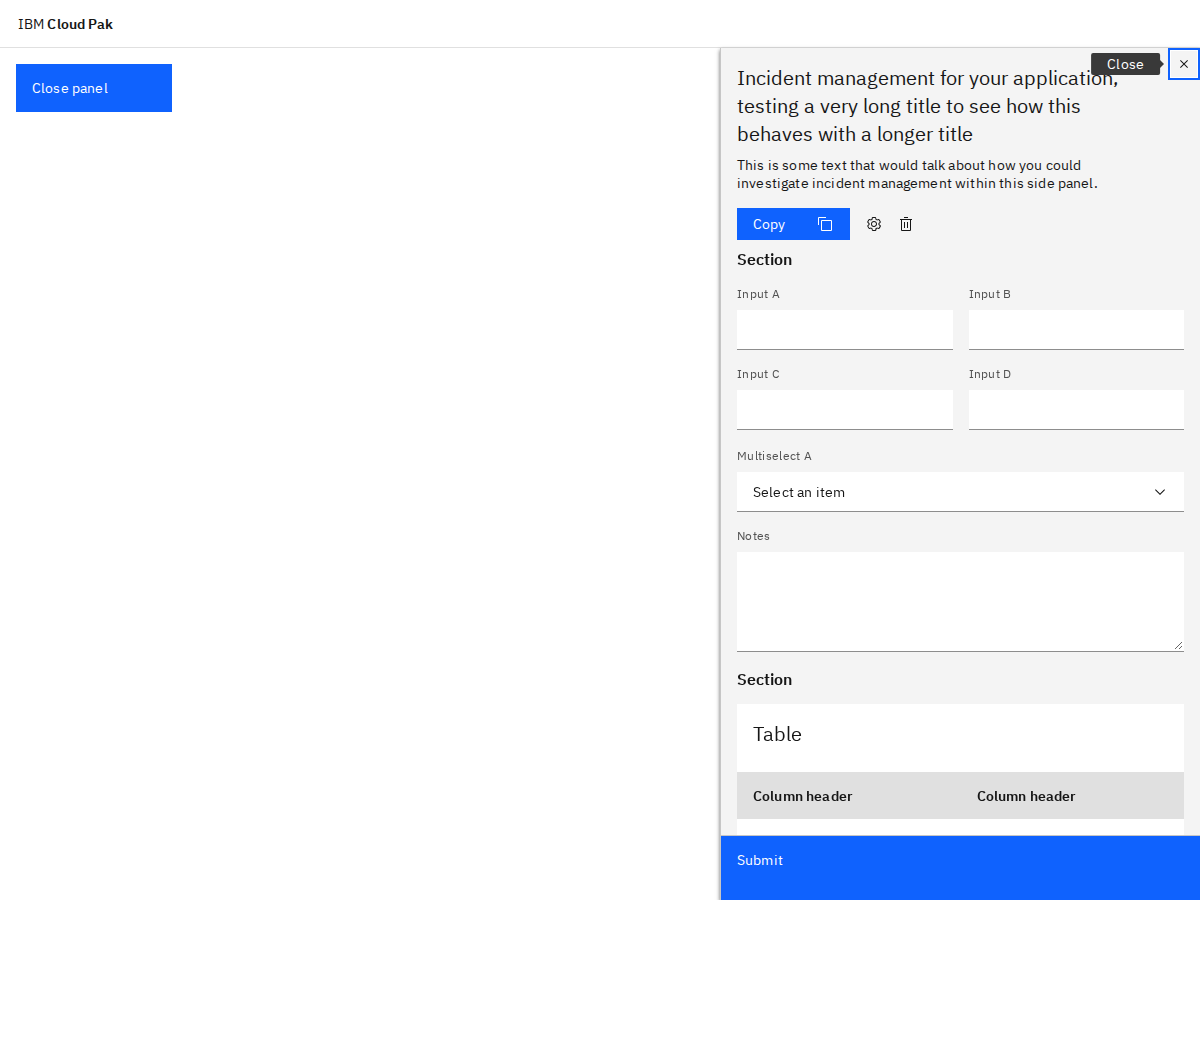 IBM Cloud Pak
Close panel
Close
Incident management for your application,
testing a very long title to see how this
behaves with a longer title
This is some text that would talk about how you could
investigate incident management within this side panel.
Copy
Section
Input A
Input B
Input C
Input D
Multiselect A
Select an item
Notes
Section
Table
Column header
Column header
Submit